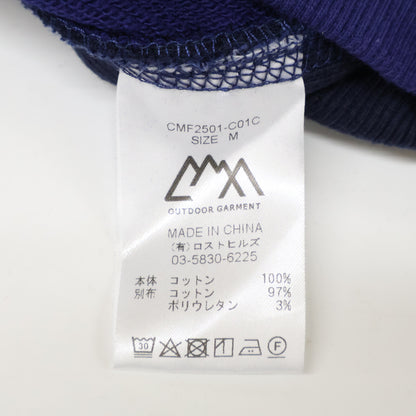 CMF2501-C01C
SIZE M
OUTDOOR GARMENT
MADE IN CHINA
(有)ロストヒルズ
03-5830-6225
本体 コットン 100%
別布 コットン 97%
ポリウレタン 3%
30 F